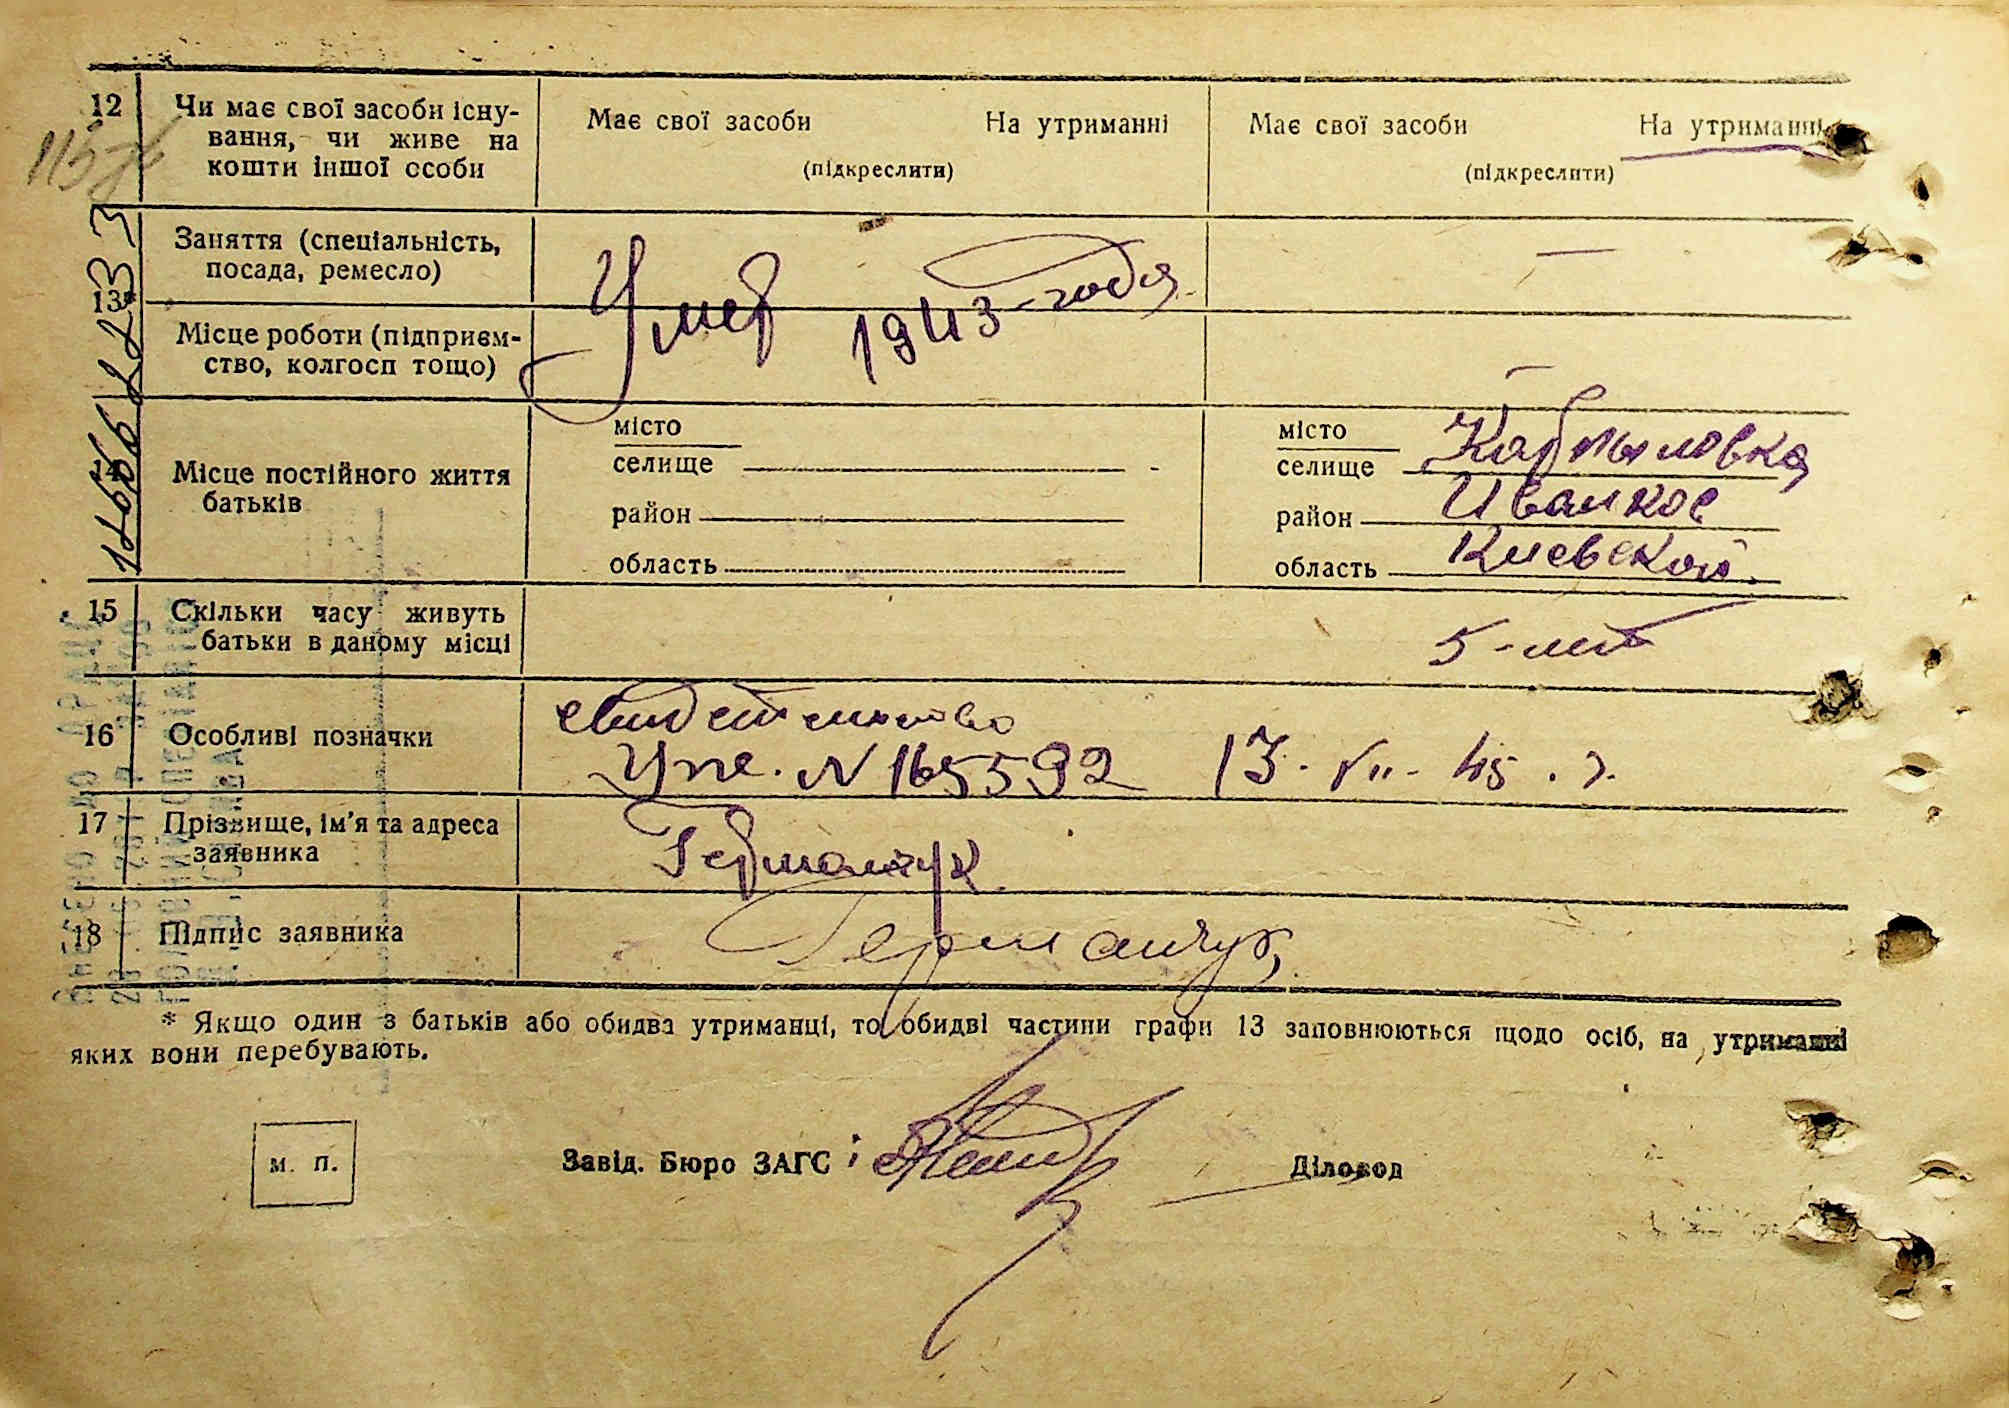 12 Чи має свої засоби існу-
вання, чи живе на
кошти іншої особи
Має свої засоби На утриманні
(підкреслити)
Має свої засоби На утриманні
(підкреслити)
13* Заняття (спеціальність,
посада, ремесло)
Умер 1943 - года
—
Місце роботи (підприєм-
ство, колгосп тощо)
14 Місце постійного життя
батьків
місто
селище
район
область
місто
селище Карпиловка
район Иванков
область Киевской
15 Скільки часу живуть
батьки в даному місці
5 - лет
16 Особливі позначки
свидетельство
N 165592 13 - VII - 45 . г.
17 Прізвище, ім'я та адреса
заявника
Германчук
18 Підпис заявника
Германчук
* Якщо один з батьків або обидва утриманці, то обидві частини графи 13 заповнюються щодо осіб, на утриманні
яких вони перебувають.
М. П.
Завід. Бюро ЗАГС
Діловод